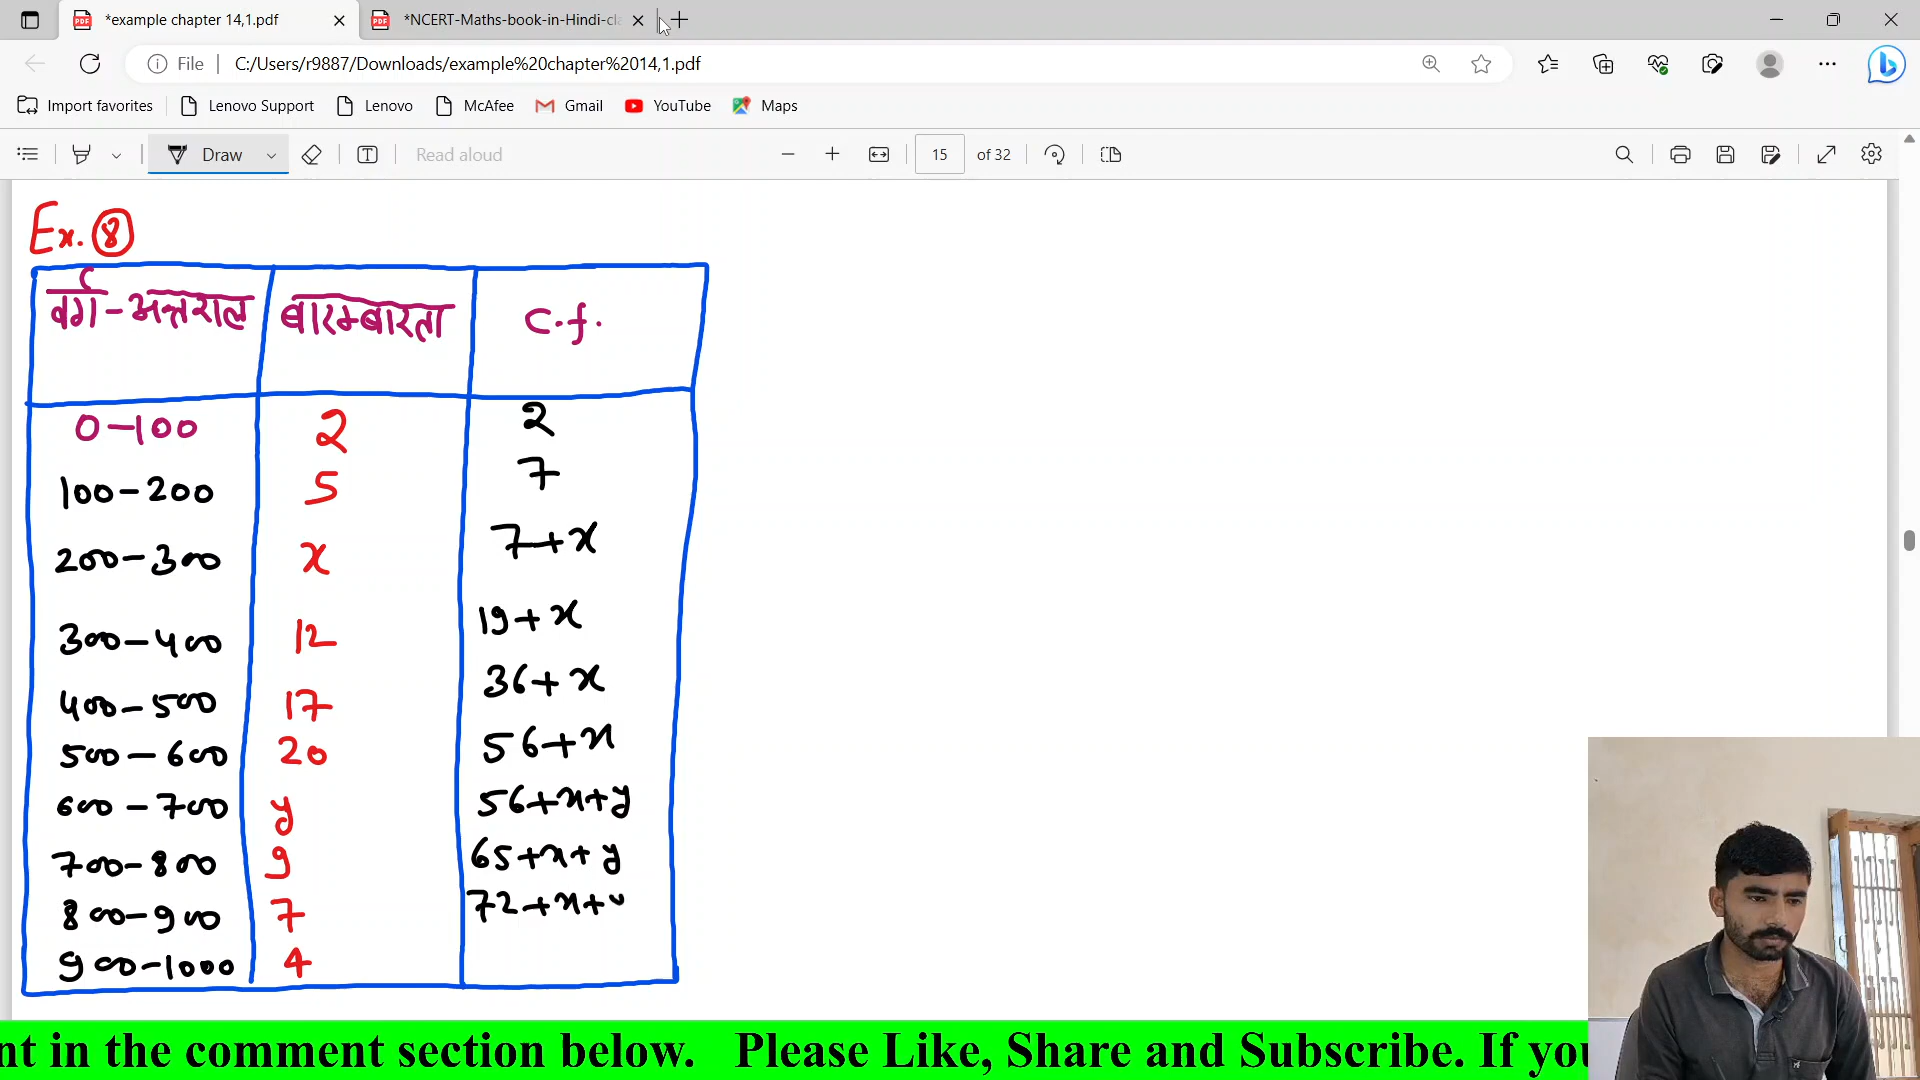 *example chapter 14,1.pdf
*NCERT-Maths-book-in-Hindi-cla
File
C:/Users/r9887/Downloads/example%20chapter%2014,1.pdf
Import favorites
Lenovo Support
Lenovo
McAfee
Gmail
YouTube
Maps
Draw
Read aloud
15 of 32
Ex. 8
वर्ग-अन्तराल बारम्बारता c.f.
0-100 2 2
100-200 5 7
200-300 x 7+x
300-400 12 19+x
400-500 17 36+x
500-600 20 56+x
600-700 y 56+x+y
700-800 9 65+x+y
800-900 7 72+x+
900-1000 4
nt in the comment section below. Please Like, Share and Subscribe. If you